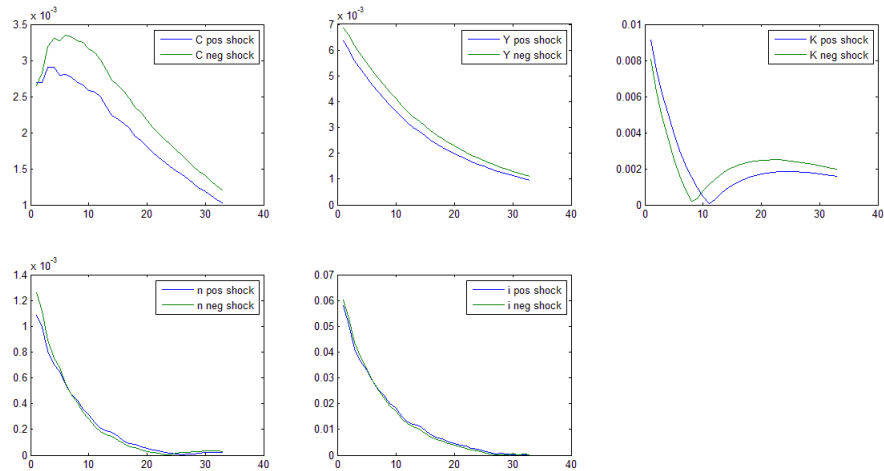 x 10⁻³
3.5
3
2.5
2
1.5
1
0 10 20 30 40
C pos shock
C neg shock
x 10⁻³
7
6
5
4
3
2
1
0
0 10 20 30 40
Y pos shock
Y neg shock
0.01
0.008
0.006
0.004
0.002
0
0 10 20 30 40
K pos shock
K neg shock
x 10⁻³
1.4
1.2
1
0.8
0.6
0.4
0.2
0
0 10 20 30 40
n pos shock
n neg shock
0.07
0.06
0.05
0.04
0.03
0.02
0.01
0
0 10 20 30 40
i pos shock
i neg shock